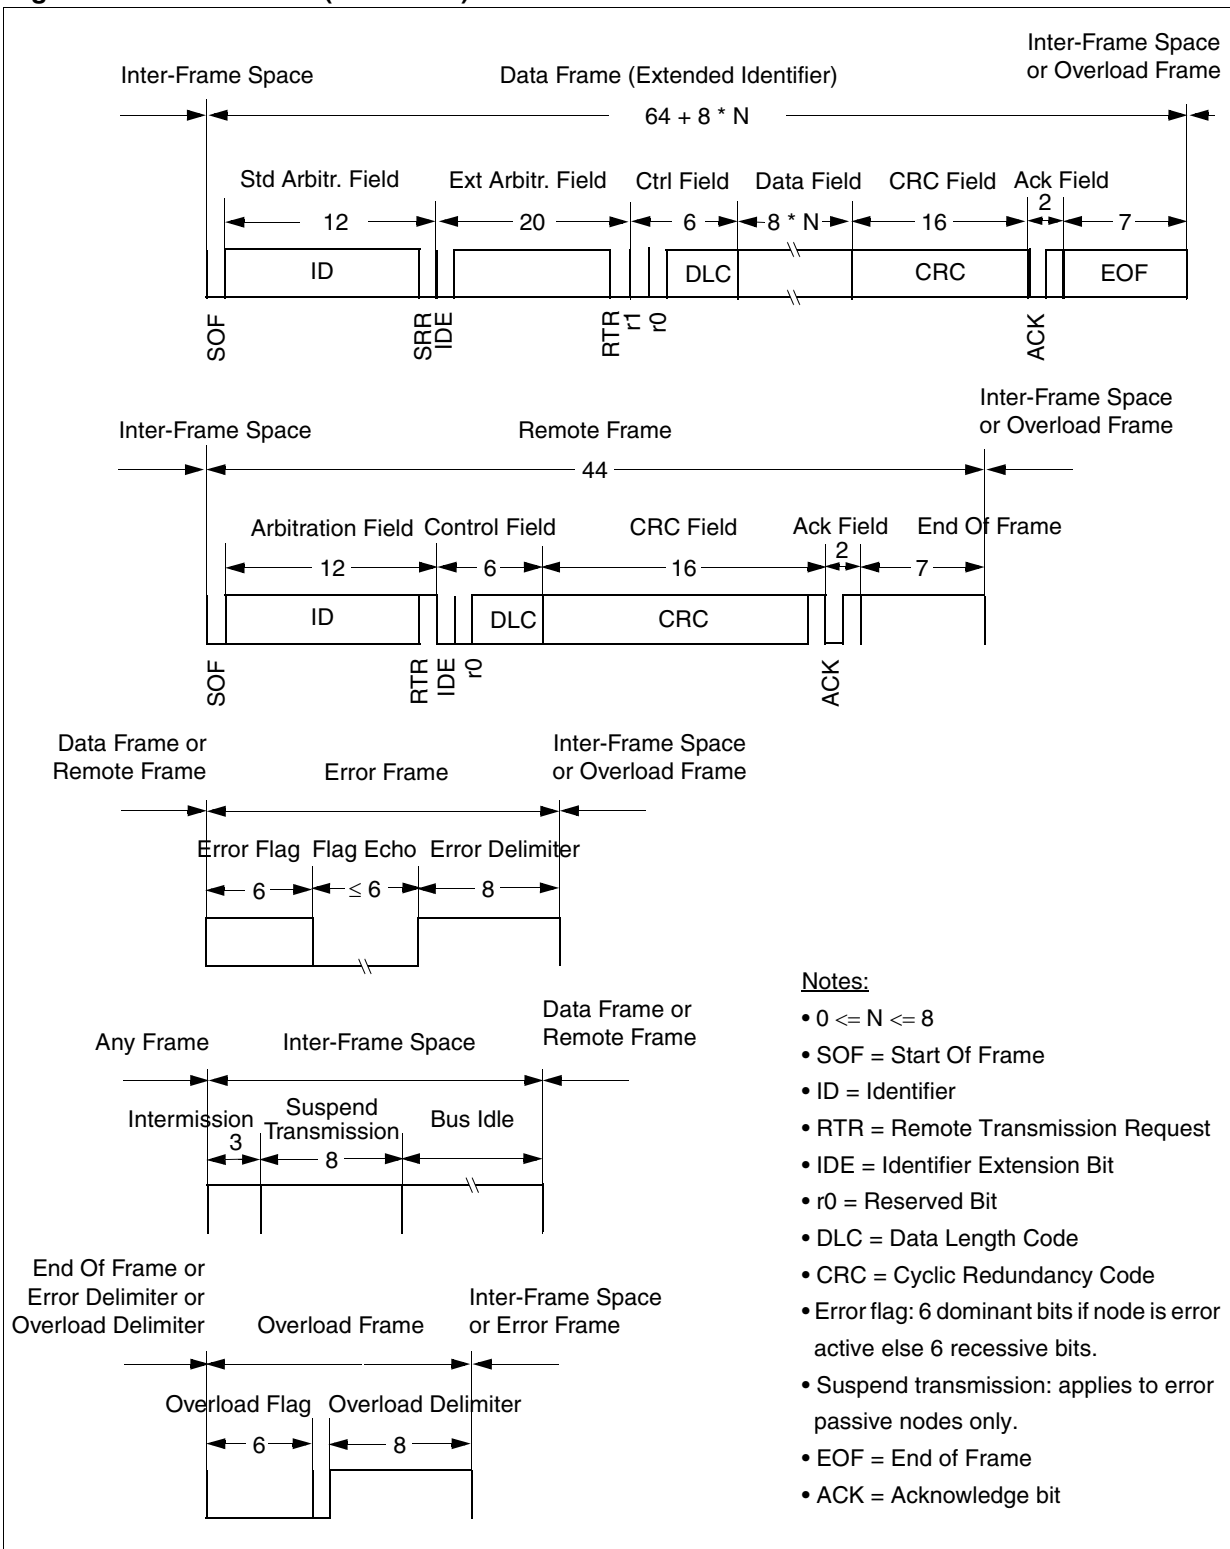 Inter-Frame Space
Data Frame (Extended Identifier)
Inter-Frame Space
or Overload Frame
64 + 8 * N
Std Arbitr. Field
Ext Arbitr. Field
Ctrl Field
Data Field
CRC Field
Ack Field
12
20
6
8 * N
16
2
7
ID
DLC
CRC
EOF
SOF
SRR
IDE
RTR
r1
r0
ACK
Inter-Frame Space
Remote Frame
Inter-Frame Space
or Overload Frame
44
Arbitration Field
Control Field
CRC Field
Ack Field
End Of Frame
12
6
16
2
7
ID
DLC
CRC
SOF
RTR
IDE
r0
ACK
Data Frame or
Remote Frame
Error Frame
Inter-Frame Space
or Overload Frame
Error Flag
Flag Echo
Error Delimiter
6
≤ 6
8
Any Frame
Inter-Frame Space
Data Frame or
Remote Frame
Intermission
Suspend
Transmission
Bus Idle
3
8
End Of Frame or
Error Delimiter or
Overload Delimiter
Overload Frame
Inter-Frame Space
or Error Frame
Overload Flag
Overload Delimiter
6
8
Notes:
• 0 <= N <= 8
• SOF = Start Of Frame
• ID = Identifier
• RTR = Remote Transmission Request
• IDE = Identifier Extension Bit
• r0 = Reserved Bit
• DLC = Data Length Code
• CRC = Cyclic Redundancy Code
• Error flag: 6 dominant bits if node is error
active else 6 recessive bits.
• Suspend transmission: applies to error
passive nodes only.
• EOF = End of Frame
• ACK = Acknowledge bit